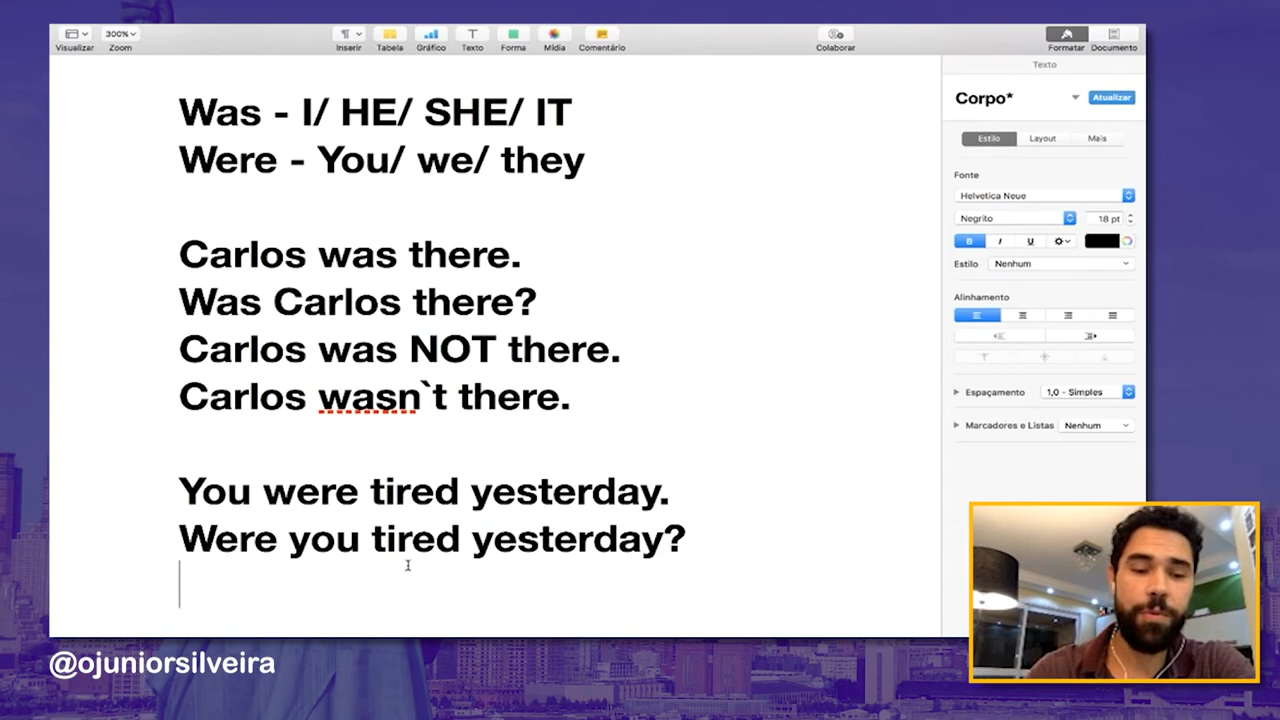 Visualizar
300%
Zoom
Inserir
Tabela
Gráfico
Texto
Forma
Mídia
Comentário
Colaborar
Formatar
Documento
Was - I/ HE/ SHE/ IT
Were - You/ we/ they
Carlos was there.
Was Carlos there?
Carlos was NOT there.
Carlos wasn`t there.
You were tired yesterday.
Were you tired yesterday?
Texto
Corpo*
Atualizar
Estilo
Layout
Mais
Fonte
Helvetica Neue
Negrito
18 pt
B I U
Estilo
Nenhum
Alinhamento
Espaçamento
1,0 - Simples
Marcadores e Listas
Nenhum
@ojuniorsilveira